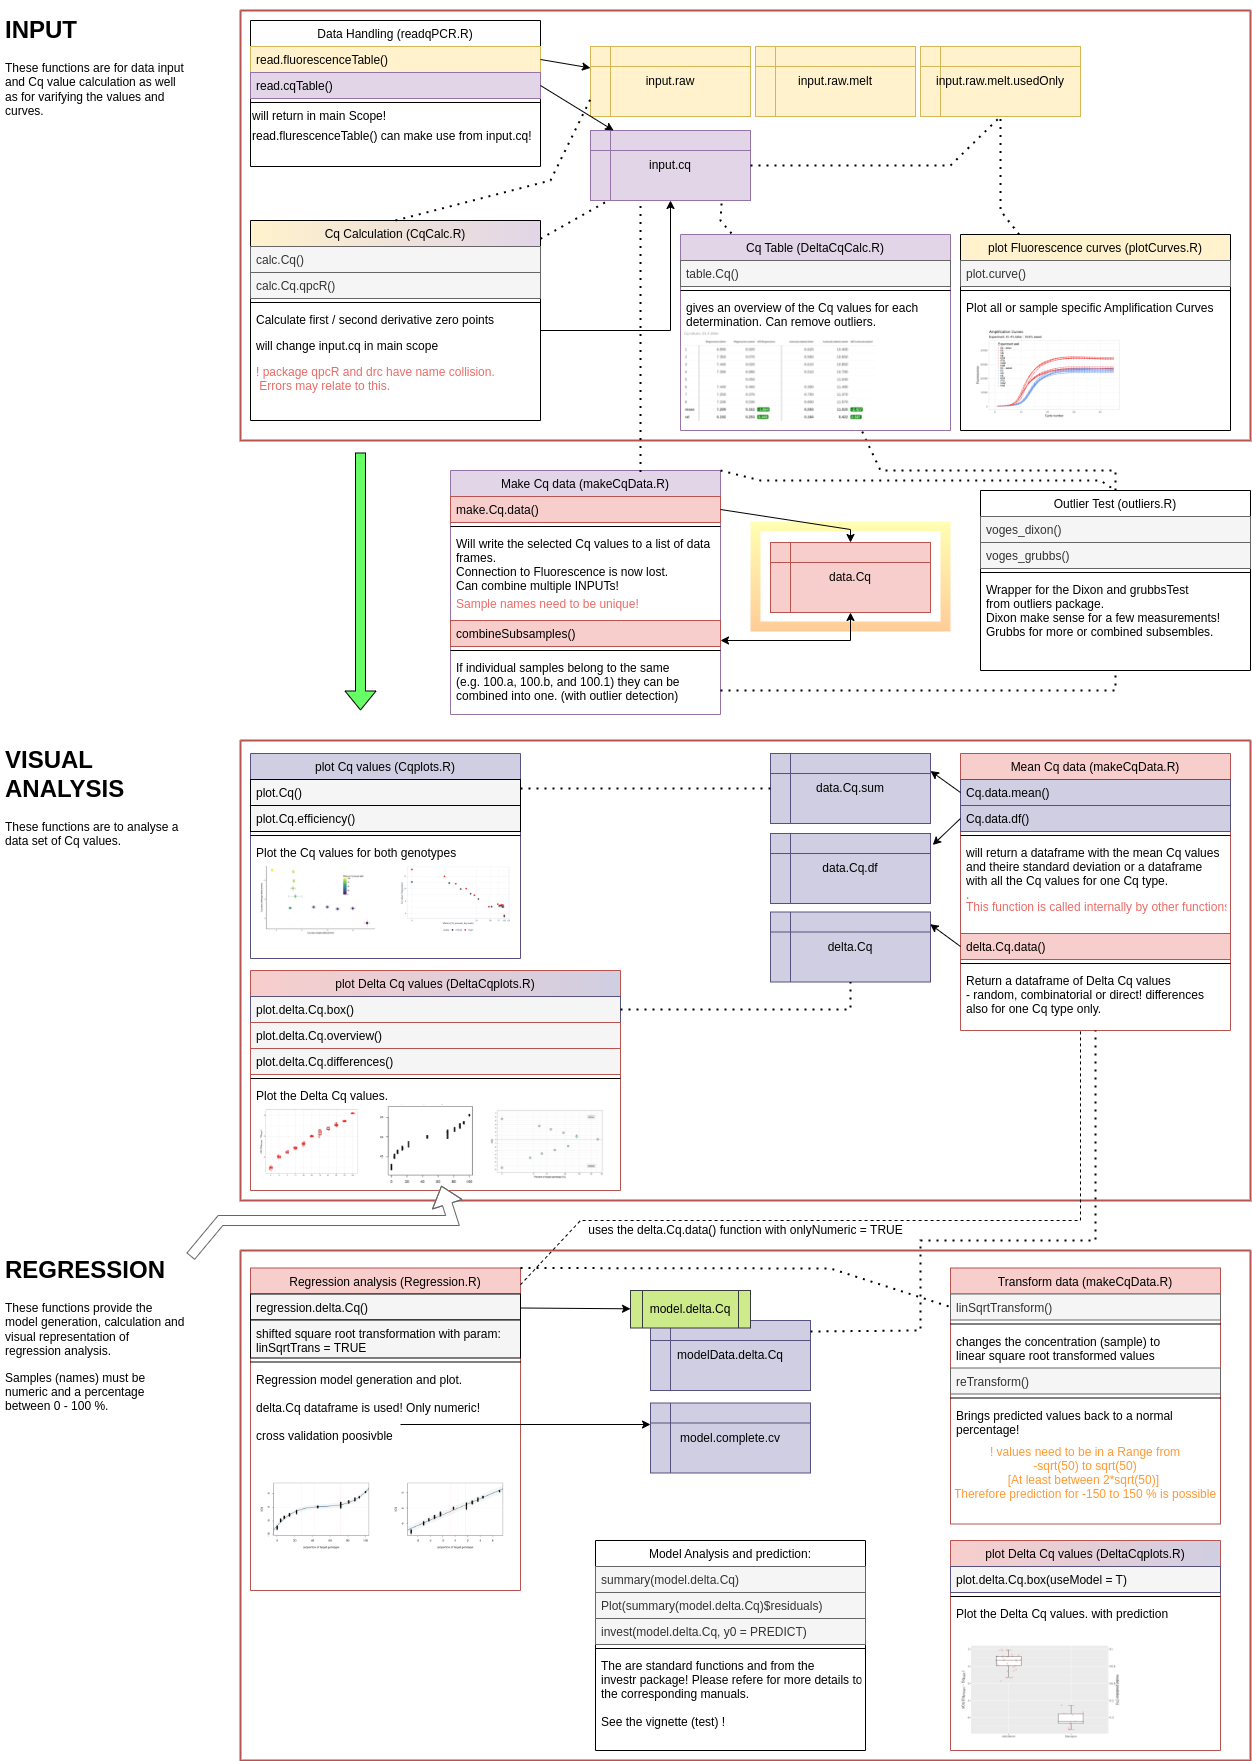 INPUT
These functions are for data input
and Cq value calculation as well
as for varifying the values and
curves.
Data Handling (readqPCR.R)
read.fluorescenceTable()
read.cqTable()
will return in main Scope!
read.flurescenceTable() can make use from input.cq!
input.raw
input.raw.melt
input.raw.melt.usedOnly
input.cq
Cq Calculation (CqCalc.R)
calc.Cq()
calc.Cq.qpcR()
Calculate first / second derivative zero points
will change input.cq in main scope
! package qpcR and drc have name collision.
Errors may relate to this.
Cq Table (DeltaCqCalc.R)
table.Cq()
gives an overview of the Cq values for each
determination. Can remove outliers.
plot Fluorescence curves (plotCurves.R)
plot.curve()
Plot all or sample specific Amplification Curves
Amplification Curves
Make Cq data (makeCqData.R)
make.Cq.data()
Will write the selected Cq values to a list of data
frames.
Connection to Fluorescence is now lost.
Can combine multiple INPUTs!
Sample names need to be unique!
combineSubsamples()
If individual samples belong to the same
(e.g. 100.a, 100.b, and 100.1) they can be
combined into one. (with outlier detection)
data.Cq
Outlier Test (outliers.R)
voges_dixon()
voges_grubbs()
Wrapper for the Dixon and grubbsTest
from outliers package.
Dixon make sense for a few measurements!
Grubbs for more or combined subsembles.
VISUAL
ANALYSIS
These functions are to analyse a
data set of Cq values.
plot Cq values (Cqplots.R)
plot.Cq()
plot.Cq.efficiency()
Plot the Cq values for both genotypes
data.Cq.sum
data.Cq.df
delta.Cq
Mean Cq data (makeCqData.R)
Cq.data.mean()
Cq.data.df()
will return a dataframe with the mean Cq values
and theire standard deviation or a dataframe
with all the Cq values for one Cq type.
.
This function is called internally by other functions
delta.Cq.data()
Return a dataframe of Delta Cq values
- random, combinatorial or direct! differences
also for one Cq type only.
plot Delta Cq values (DeltaCqplots.R)
plot.delta.Cq.box()
plot.delta.Cq.overview()
plot.delta.Cq.differences()
Plot the Delta Cq values.
uses the delta.Cq.data() function with onlyNumeric = TRUE
REGRESSION
These functions provide the
model generation, calculation and
visual representation of
regression analysis.
Samples (names) must be
numeric and a percentage
between 0 - 100 %.
Regression analysis (Regression.R)
regression.delta.Cq()
shifted square root transformation with param:
linSqrtTrans = TRUE
Regression model generation and plot.
delta.Cq dataframe is used! Only numeric!
cross validation poosivble
model.delta.Cq
modelData.delta.Cq
model.complete.cv
Transform data (makeCqData.R)
linSqrtTransform()
changes the concentration (sample) to
linear square root transformed values
reTransform()
Brings predicted values back to a normal
percentage!
! values need to be in a Range from
-sqrt(50) to sqrt(50)
[At least between 2*sqrt(50)]
Therefore prediction for -150 to 150 % is possible
Model Analysis and prediction:
summary(model.delta.Cq)
Plot(summary(model.delta.Cq)$residuals)
invest(model.delta.Cq, y0 = PREDICT)
The are standard functions and from the
investr package! Please refere for more details to
the corresponding manuals.
See the vignette (test) !
plot Delta Cq values (DeltaCqplots.R)
plot.delta.Cq.box(useModel = T)
Plot the Delta Cq values. with prediction